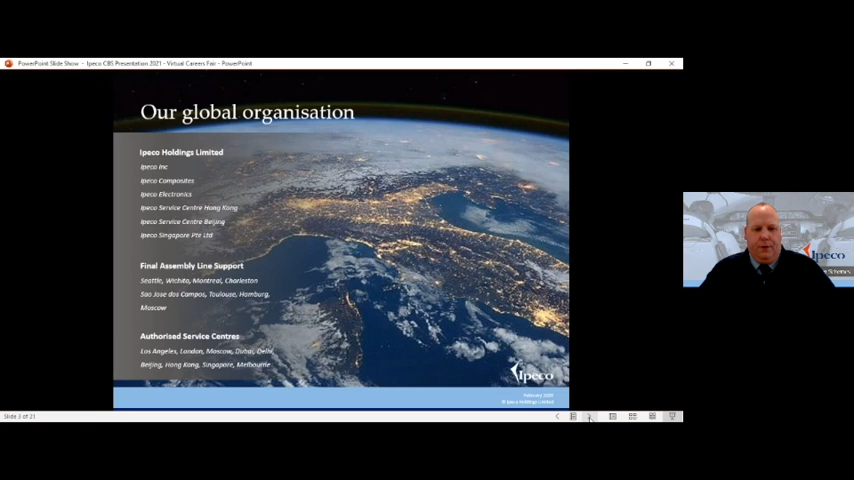 PowerPoint Slide Show - Ipeco CBS Presentation 2021 - Virtual Careers Fair - PowerPoint
Our global organisation
Ipeco Holdings Limited
Ipeco Inc
Ipeco Composites
Ipeco Electronics
Ipeco Service Centre Hong Kong
Ipeco Service Centre Beijing
Ipeco Singapore Pte Ltd
Final Assembly Line Support
Seattle, Wichita, Montreal, Charleston
Sao Jose dos Campos, Toulouse, Hamburg,
Moscow
Authorised Service Centres
Los Angeles, London, Moscow, Dubai, Delhi
Beijing, Hong Kong, Singapore, Melbourne
Ipeco
February
© Ipeco Holdings Limited
Slide 3 of 21
Ipeco
Schemes